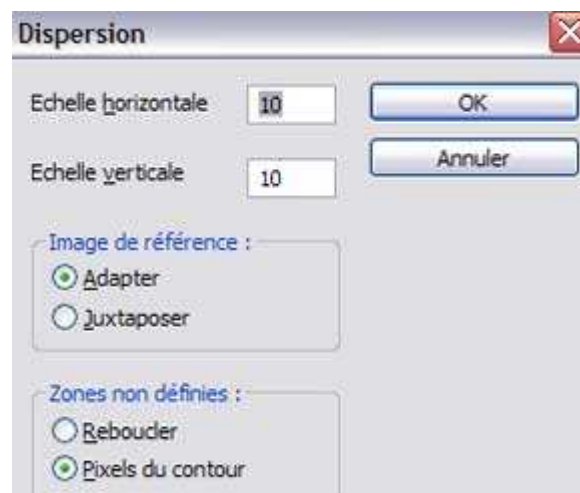 Dispersion
Echelle horizontale 10 OK
Echelle verticale 10 Annuler
Image de référence :
Adapter
Juxtaposer
Zones non définies :
Reboucler
Pixels du contour